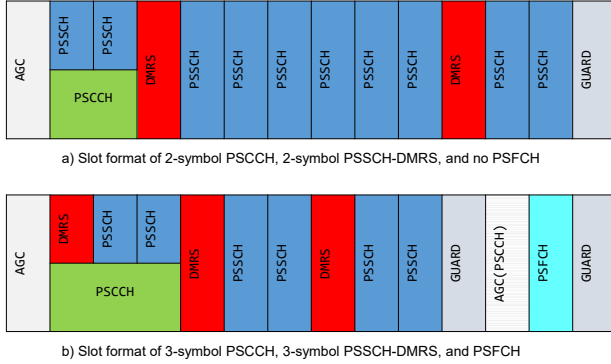 AGC
PSSCH
PSSCH
PSCCH
DMRS
PSSCH
PSSCH
PSSCH
PSSCH
PSSCH
PSSCH
DMRS
PSSCH
PSSCH
GUARD
a) Slot format of 2-symbol PSCCH, 2-symbol PSSCH-DMRS, and no PSFCH
AGC
DMRS
PSSCH
PSSCH
PSCCH
DMRS
PSSCH
PSSCH
DMRS
PSSCH
PSSCH
GUARD
AGC(PSCCH)
PSFCH
GUARD
b) Slot format of 3-symbol PSCCH, 3-symbol PSSCH-DMRS, and PSFCH